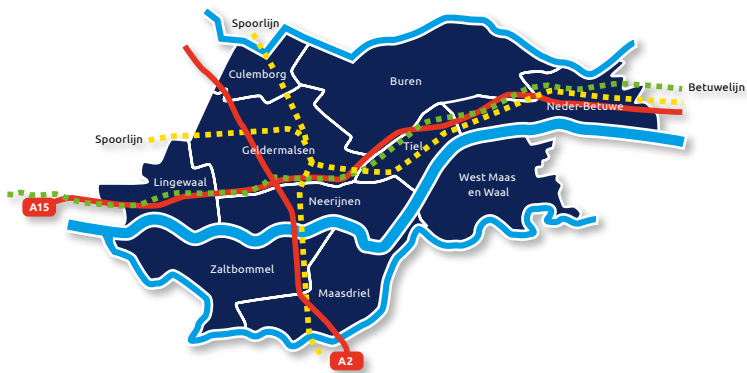 Spoorlijn
Culemborg
Buren
Betuwelijn
Neder-Betuwe
Spoorlijn
Geldermalsen
Tiel
Lingewaal
West Maas
en Waal
Neerijnen
A15
Zaltbommel
Maasdriel
A2